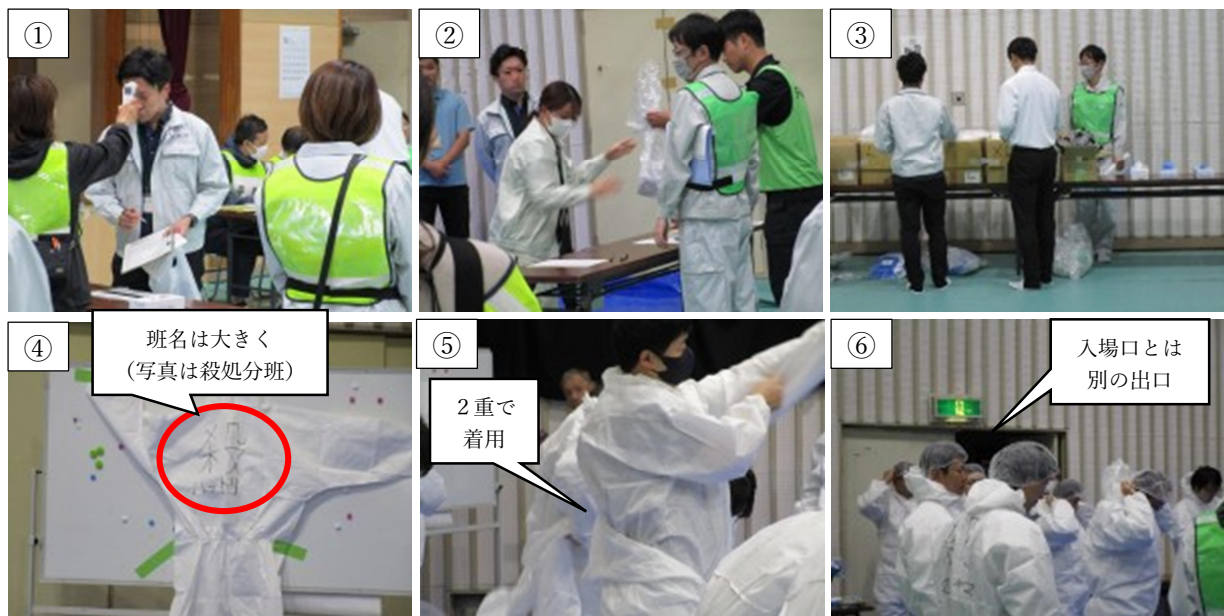 ①
②
③
④
班名は大きく
(写真は殺処分班)
⑤
２重で
着用
⑥
入場口とは
別の出口